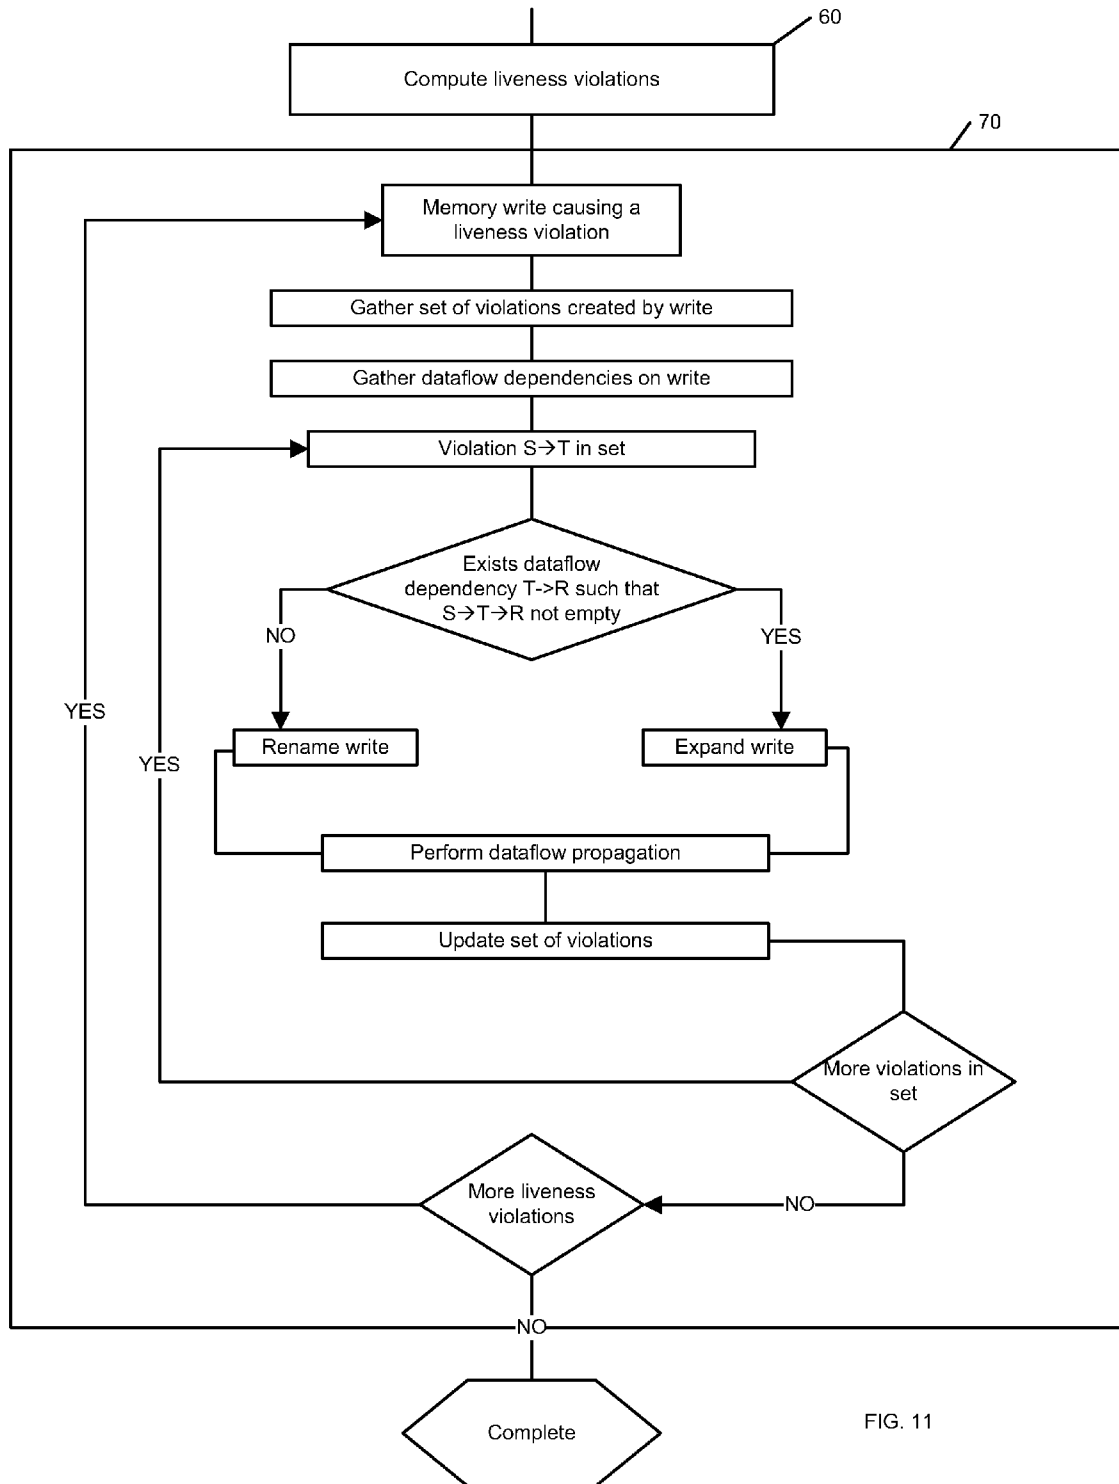 60
Compute liveness violations
70
Memory write causing a
liveness violation
Gather set of violations created by write
Gather dataflow dependencies on write
Violation S→T in set
Exists dataflow
dependency T->R such that
S→T→R not empty
NO
YES
YES
YES
Rename write
Expand write
Perform dataflow propagation
Update set of violations
More violations in
set
More liveness
violations
NO
NO
Complete
FIG. 11